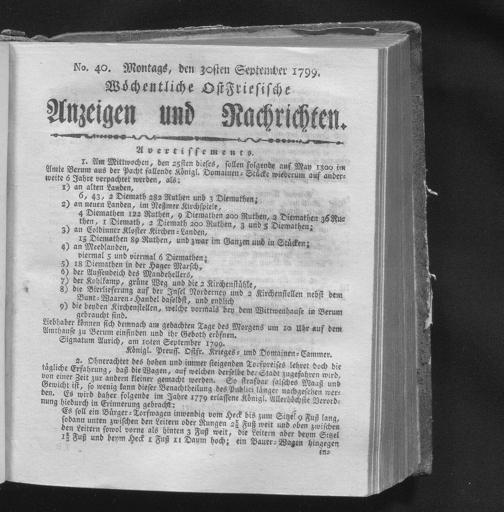 No. 40. Montags, den 30sten September 1799.
Wöchentliche Ostfriesische
Anzeigen und Nachrichten.
Avertissements.
1. Am Mittwochen, den 25sten dieses, sollen folgende auf May 1800 im
Amte Berum aus der Pacht fallende Königl. Domainen-Stücke wiederum auf ander-
weite 6 Jahre verpachtet werden, als:
1) an alten Landen,
6, 43, 2 Diemath 282 Ruthen und 3 Diemathen;
2) an neuen Landen, im Neßmer Kirchspiele,
4 Diemathen 122 Ruthen, 9 Diemathen 200 Ruthen, 2 Diemathen 36 Ru-
then, 1 Diemath, 2 Diemath 200 Ruthen, 3 und 5 Diemathen;
3) an Coldinner Kloster Kirchen-Landen,
15 Diemathen 89 Ruthen, und zwar im Ganzen und in Stücken;
4) an Meedlanden,
viermal 5 und viermal 6 Diemathen;
5) 18 Diemathen in der Hager Marsch,
6) der Aussendeich des Mandehellers,
7) der Kohlkamp, grüne Weg und die 2 Kirchenstühle,
8) die Bierlieferung auf der Insel Norderney und 2 Kirchenstellen nebst dem
Bunt-Waaren-Handel daselbst, und endlich
9) die beyden Kirchenstellen, welche vormals bey dem Wittwenhause in Berum
gebraucht sind.
Liebhaber können sich demnach am gedachten Tage des Morgens um 10 Uhr auf dem
Amthause zu Berum einfinden und ihr Geboth eröfnen.
Signatum Aurich, am 10ten September 1799.
Königl. Preuß. Ostfr. Krieges- und Domainen-Cammer.
2. Ohnerachtet des hohen und immer steigenden Torfpreises lehret doch die
tägliche Erfahrung, daß die Wagen, auf welchen derselbe der Stadt zugefahren wird,
von einer Zeit zur andern kleiner gemacht werden. So strafbar falsches Maaß und
Gewicht ist, so wenig kann dieser Benachtheilung des Publici länger nachgesehen wer-
den. Es wird daher folgende im Jahre 1779 erlassene Königl. Allerhöchste Verord-
nung hiedurch in Erinnerung gebracht:
Es soll ein Bürger-Torfwagen inwendig vom Heck bis zum Sitzel 9 Fuß lang,
sodann unten zwischen den Leitern oder Rungen 2¾ Fuß weit und oben zwischen
den Leitern sowol vorne als hinten 3 Fuß weit, die Leitern aber beym Sitzel
Fuß und beym Heck 1 Fuß 11 Daum hoch; ein Bauer-Wagen hingegen
in-